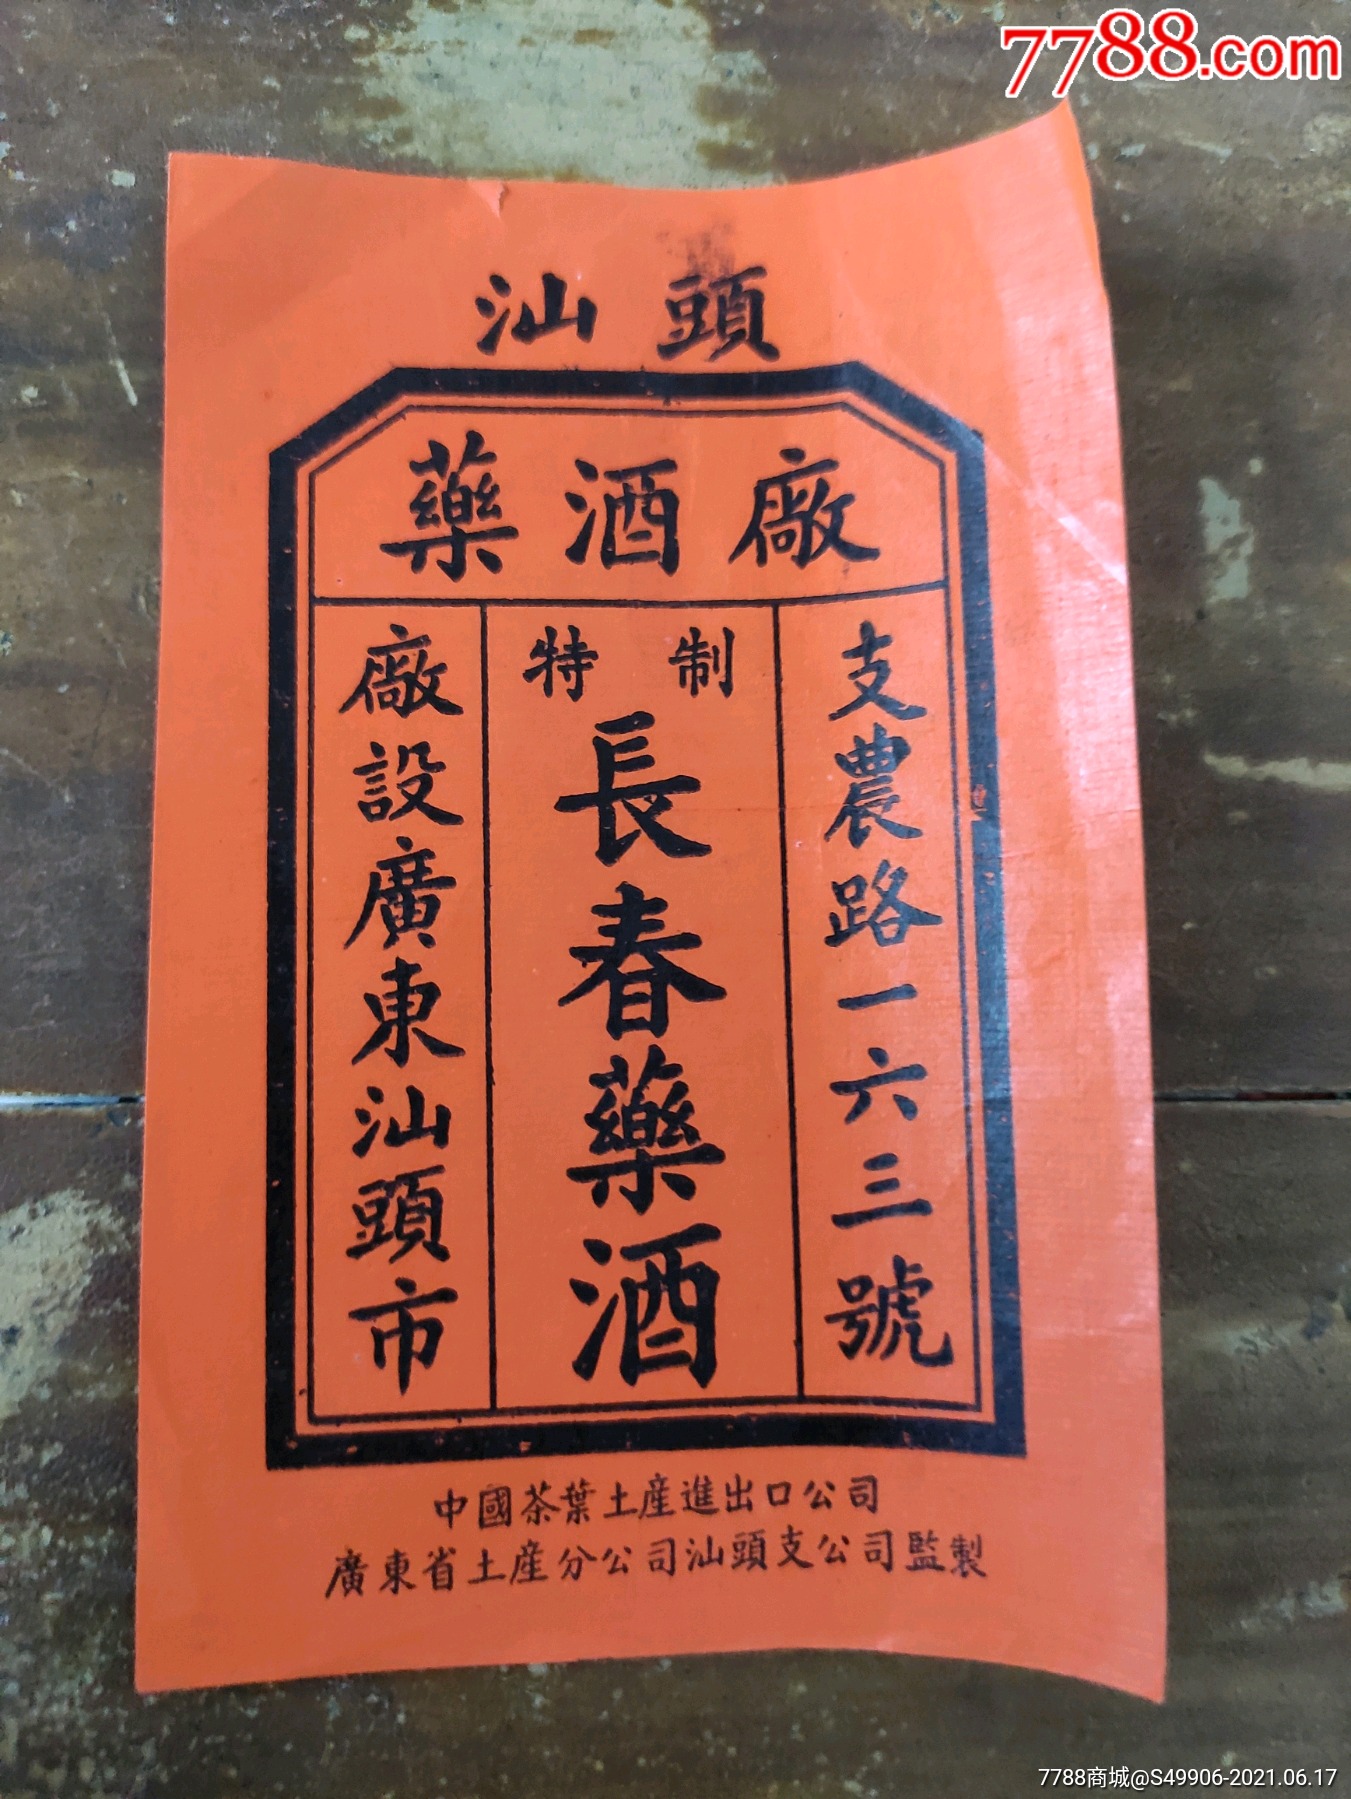 7788.com
汕頭
藥酒廠
廠設廣東汕頭市
特制
長春藥酒
支農路一六三號
中國茶葉土産進出口公司
廣東省土産分公司汕頭支公司監製
7788商城@S49906-2021.06.17